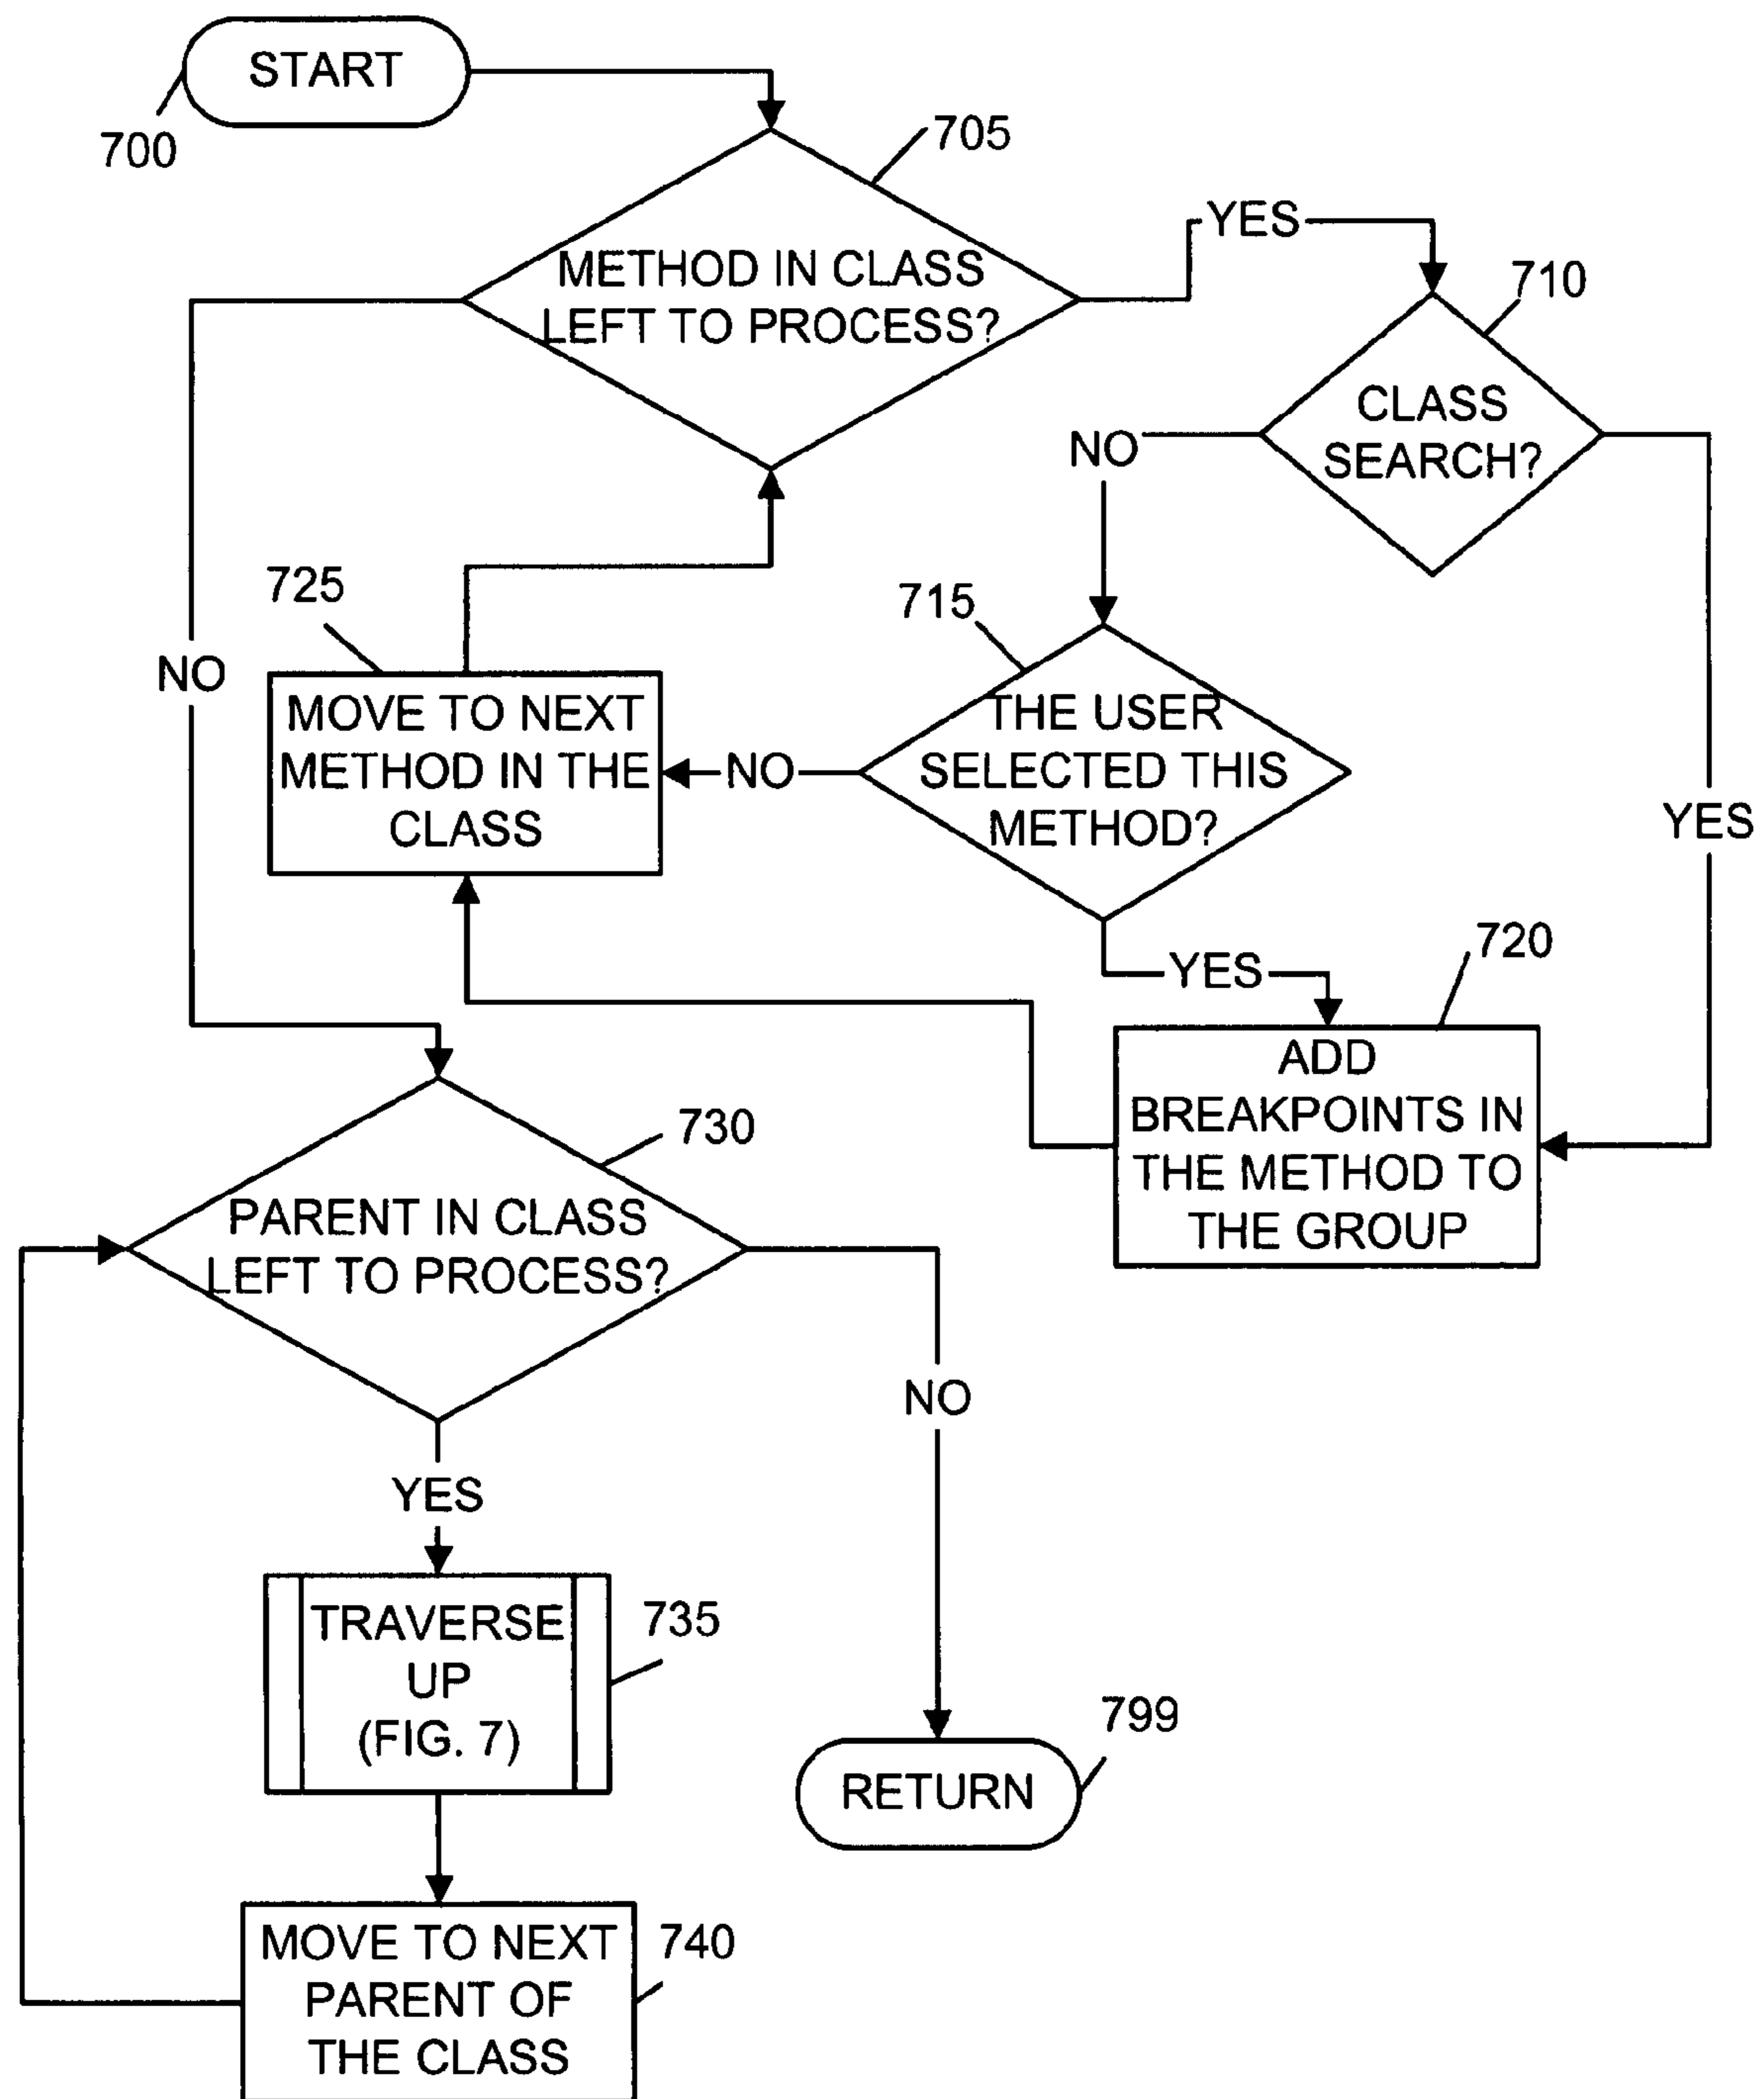 START
700
705
METHOD IN CLASS
LEFT TO PROCESS?
YES
710
CLASS
SEARCH?
NO
YES
715
THE USER
SELECTED THIS
METHOD?
NO
725
MOVE TO NEXT
METHOD IN THE
CLASS
NO
YES
720
ADD
BREAKPOINTS IN
THE METHOD TO
THE GROUP
730
PARENT IN CLASS
LEFT TO PROCESS?
NO
YES
735
TRAVERSE
UP
(FIG. 7)
799
RETURN
740
MOVE TO NEXT
PARENT OF
THE CLASS